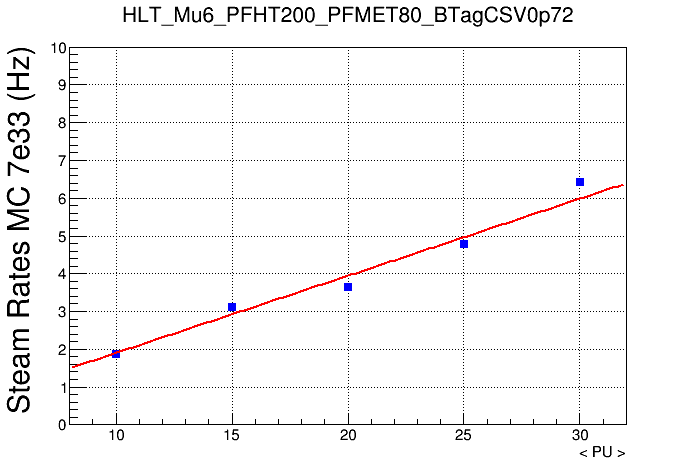 HLT_Mu6_PFHT200_PFMET80_BTagCSV0p72
Steam Rates MC 7e33 (Hz)
10
9
8
7
6
5
4
3
2
1
0
10 15 20 25 30
< PU >